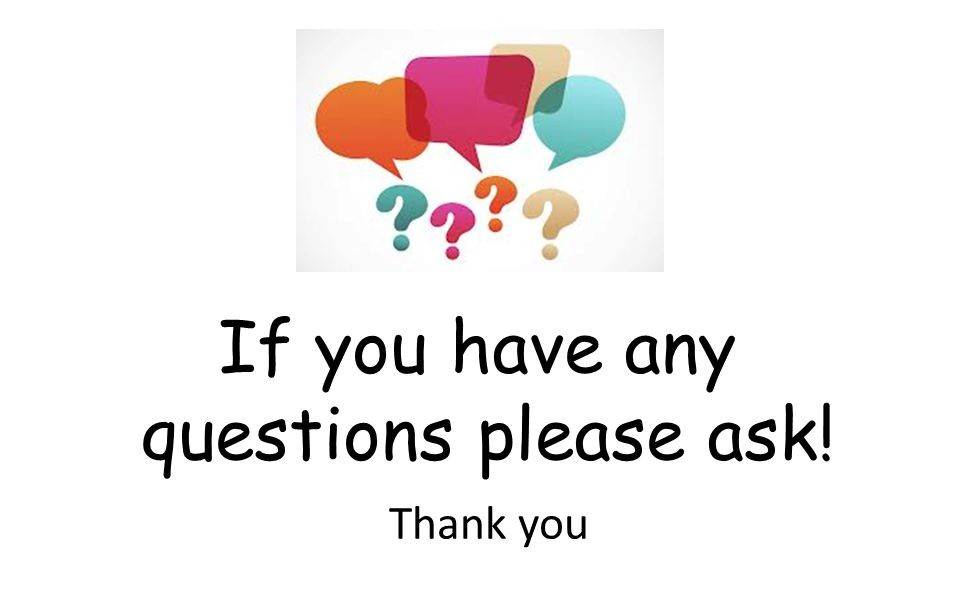 If you have any
questions please ask!
Thank you